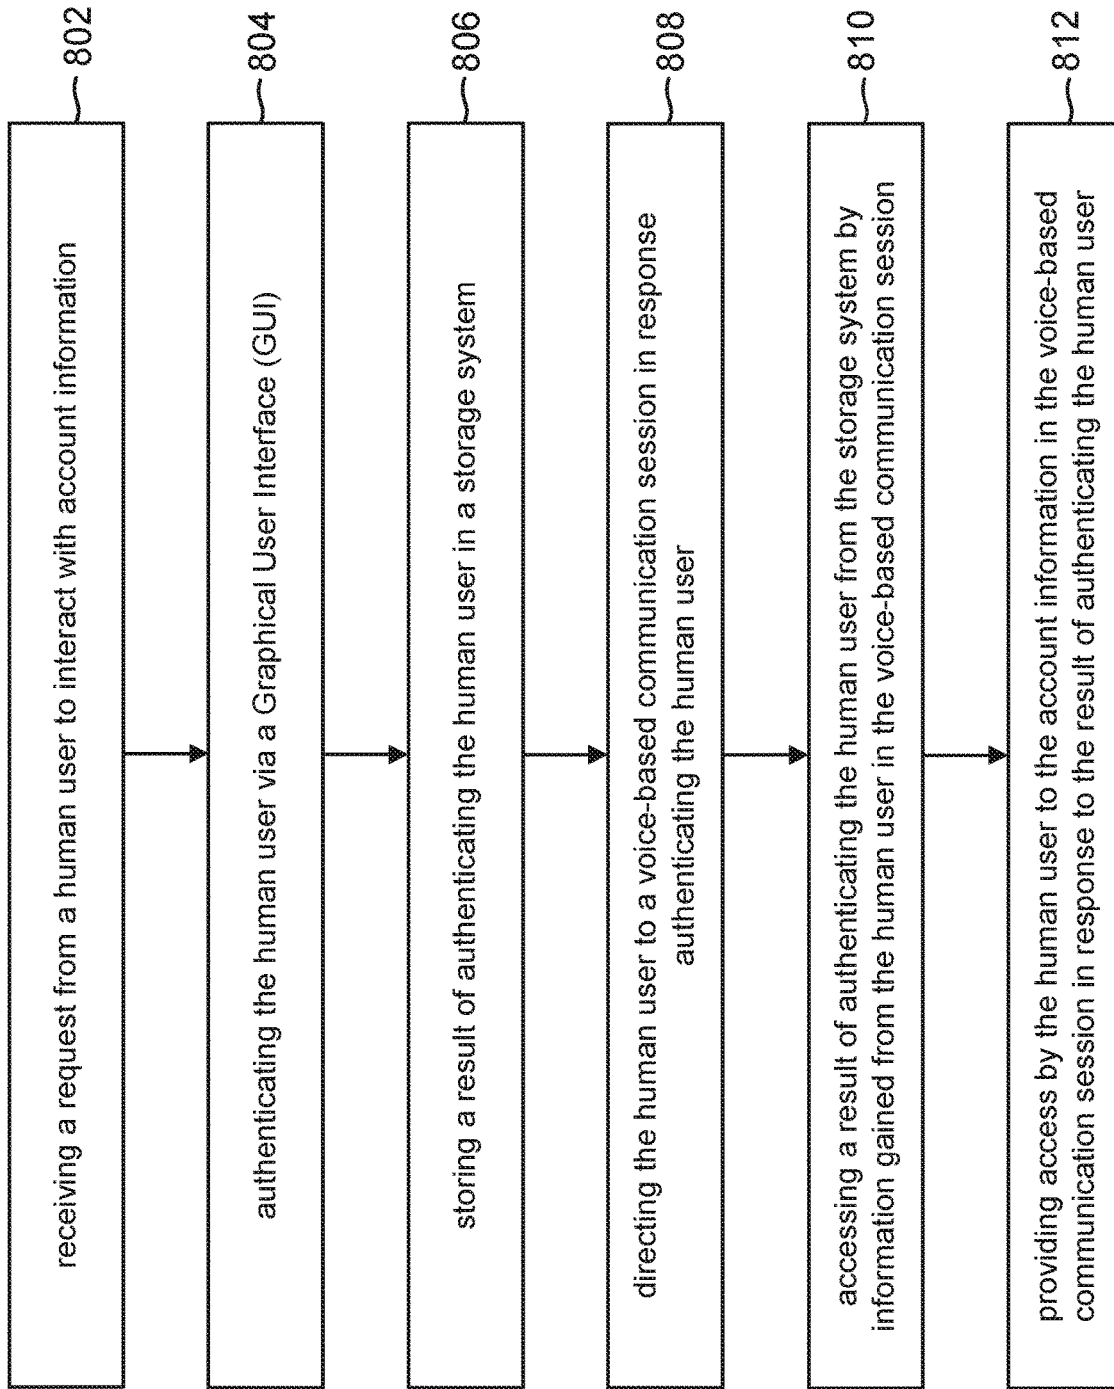 receiving a request from a human user to interact with account information
802
authenticating the human user via a Graphical User Interface (GUI)
804
storing a result of authenticating the human user in a storage system
806
directing the human user to a voice-based communication session in response
authenticating the human user
808
accessing a result of authenticating the human user from the storage system by
information gained from the human user in the voice-based communication session
810
providing access by the human user to the account information in the voice-based
communication session in response to the result of authenticating the human user
812